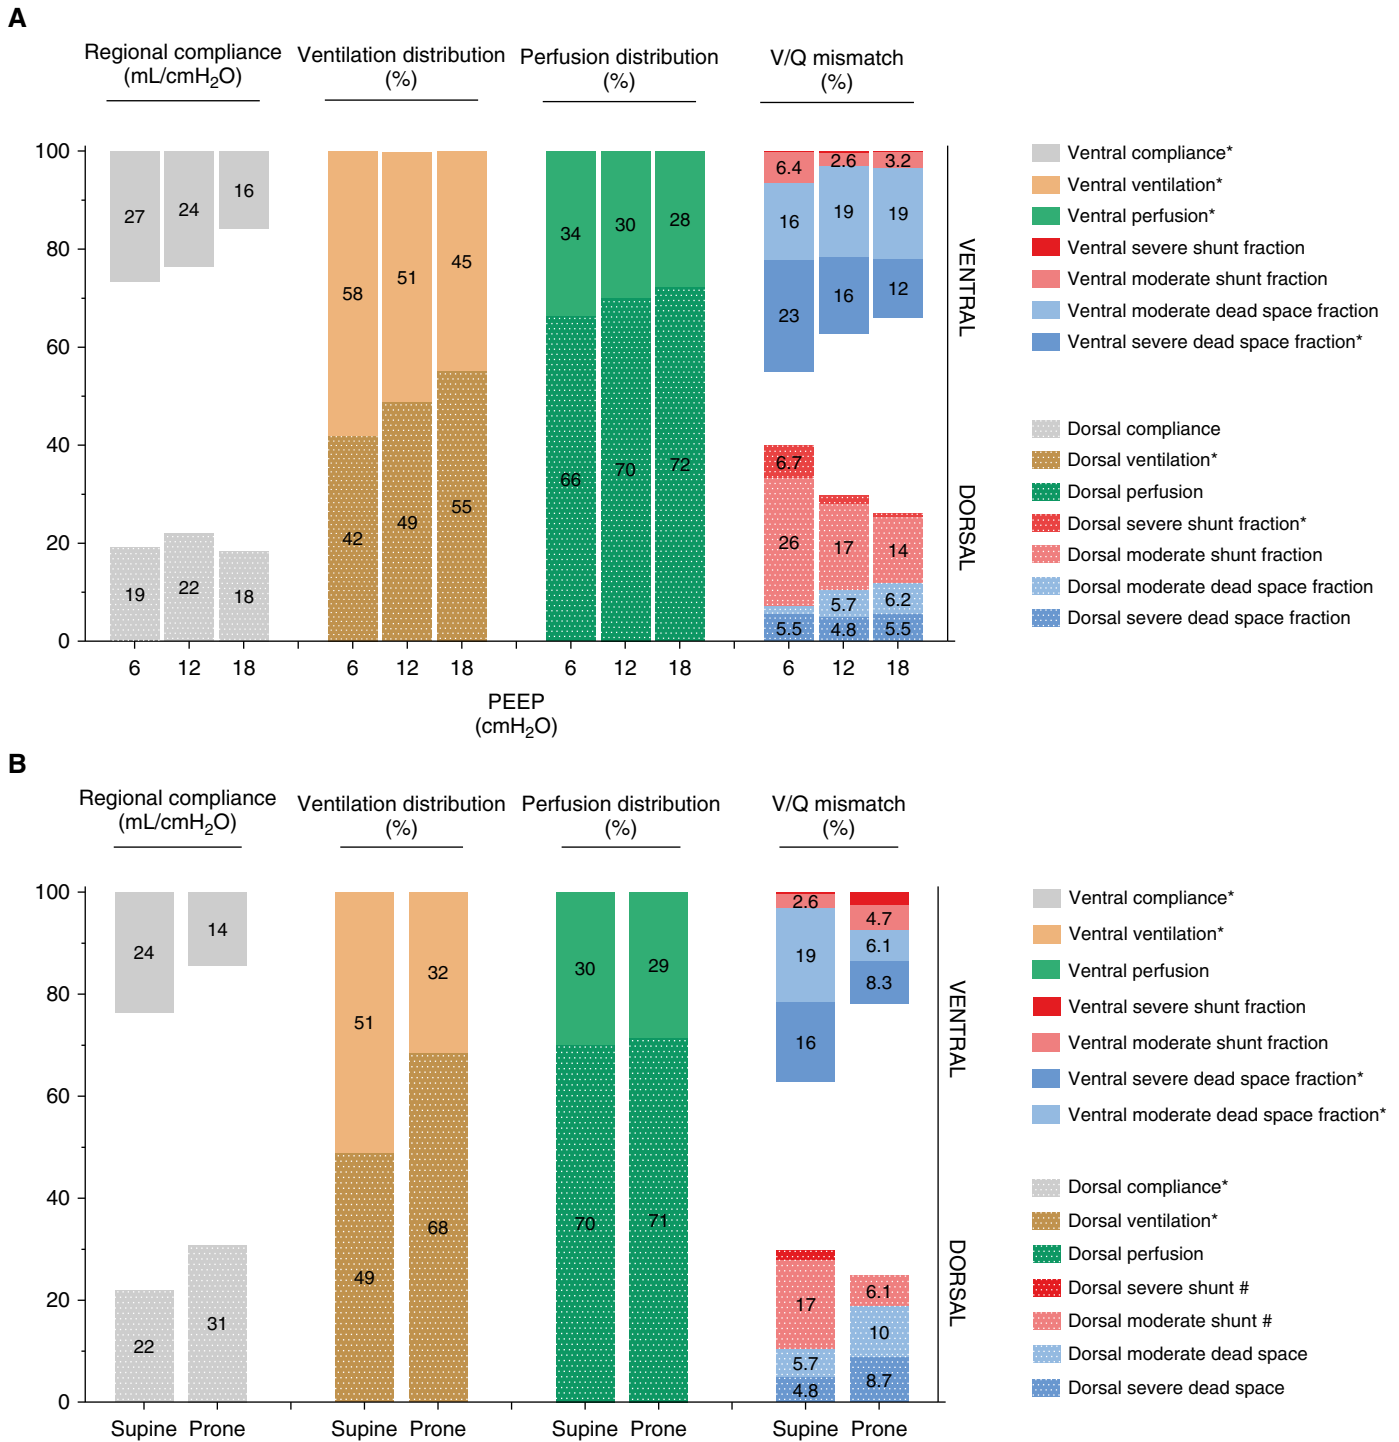 A
Regional compliance
(mL/cmH2O)
Ventilation distribution
(%)
Perfusion distribution
(%)
V/Q mismatch
(%)
100
80
60
40
20
0
27
24
16
19
22
18
58
51
45
42
49
55
34
30
28
66
70
72
6.4
2.6
3.2
16
19
19
23
16
12
6.7
26
17
14
5.7
6.2
5.5
4.8
5.5
VENTRAL
DORSAL
6
12
18
6
12
18
6
12
18
6
12
18
PEEP
(cmH2O)
Ventral compliance*
Ventral ventilation*
Ventral perfusion*
Ventral severe shunt fraction
Ventral moderate shunt fraction
Ventral moderate dead space fraction
Ventral severe dead space fraction*
Dorsal compliance
Dorsal ventilation*
Dorsal perfusion
Dorsal severe shunt fraction*
Dorsal moderate shunt fraction
Dorsal moderate dead space fraction
Dorsal severe dead space fraction
B
Regional compliance
(mL/cmH2O)
Ventilation distribution
(%)
Perfusion distribution
(%)
V/Q mismatch
(%)
100
80
60
40
20
0
24
14
22
31
51
32
49
68
30
29
70
71
2.6
4.7
19
6.1
16
8.3
17
6.1
5.7
10
4.8
8.7
VENTRAL
DORSAL
Supine
Prone
Supine
Prone
Supine
Prone
Supine
Prone
Ventral compliance*
Ventral ventilation*
Ventral perfusion
Ventral severe shunt fraction
Ventral moderate shunt fraction
Ventral severe dead space fraction*
Ventral moderate dead space fraction*
Dorsal compliance*
Dorsal ventilation*
Dorsal perfusion
Dorsal severe shunt #
Dorsal moderate shunt #
Dorsal moderate dead space
Dorsal severe dead space